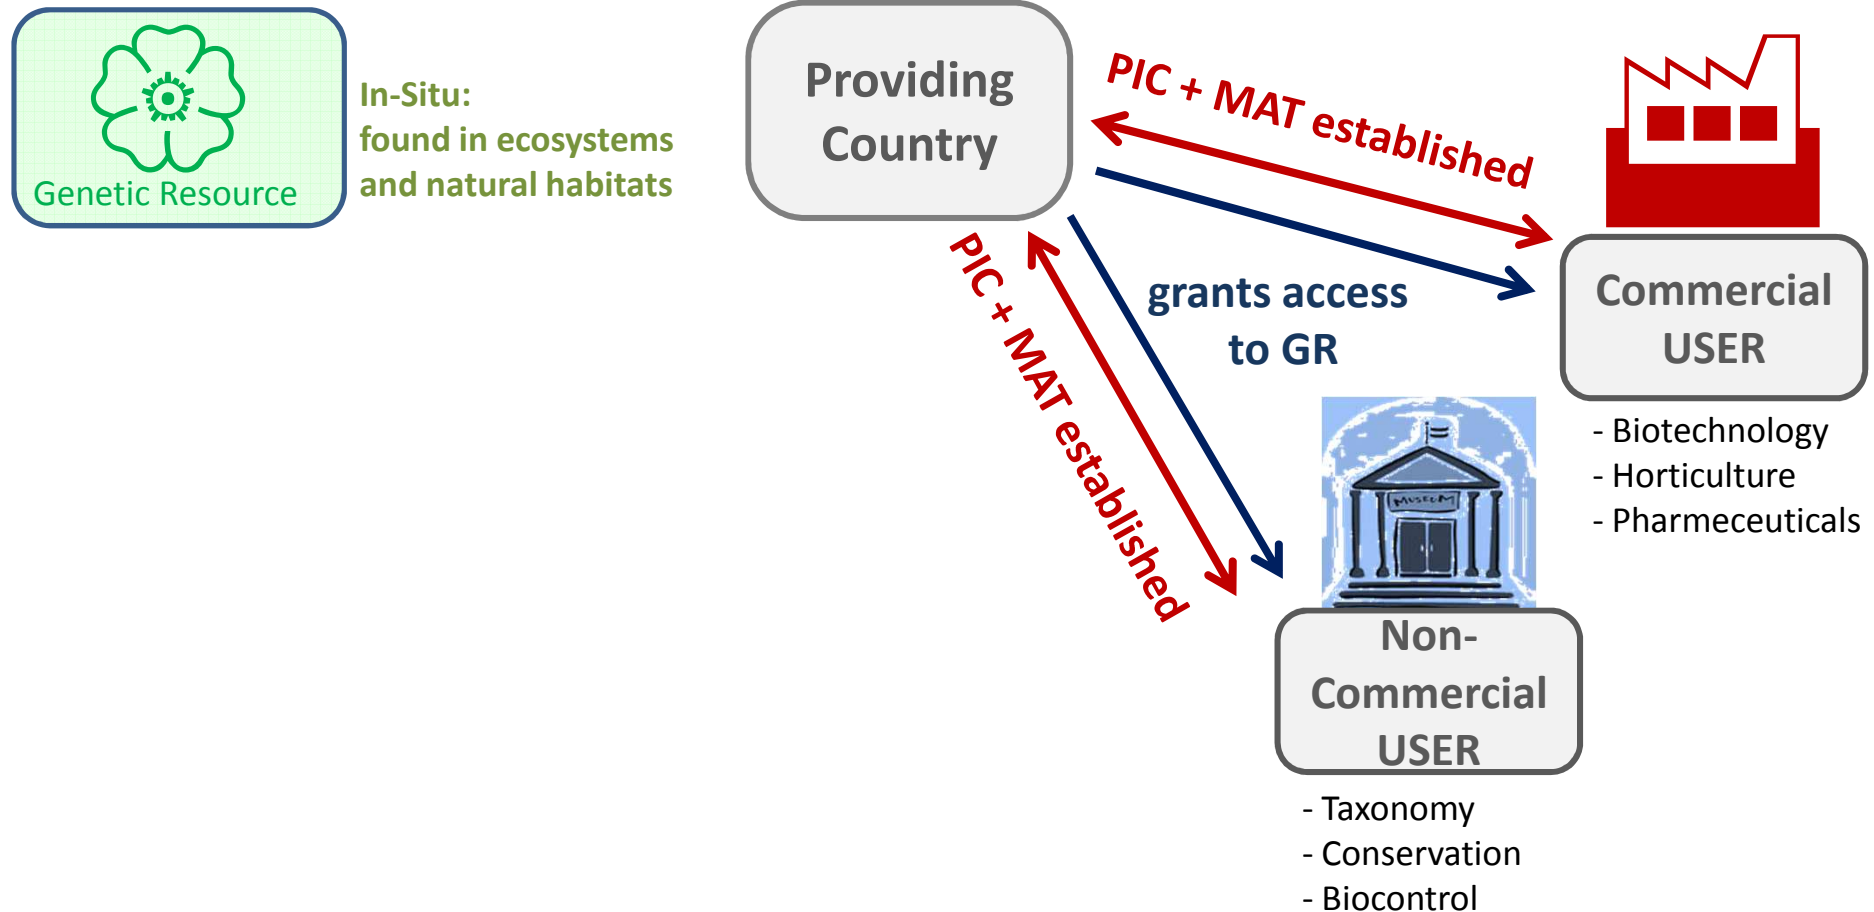 Genetic Resource
In-Situ:
found in ecosystems
and natural habitats
Providing
Country
PIC + MAT established
grants access
to GR
PIC + MAT established
Commercial
USER
- Biotechnology
- Horticulture
- Pharmeceuticals
MUSEUM
Non-
Commercial
USER
- Taxonomy
- Conservation
- Biocontrol